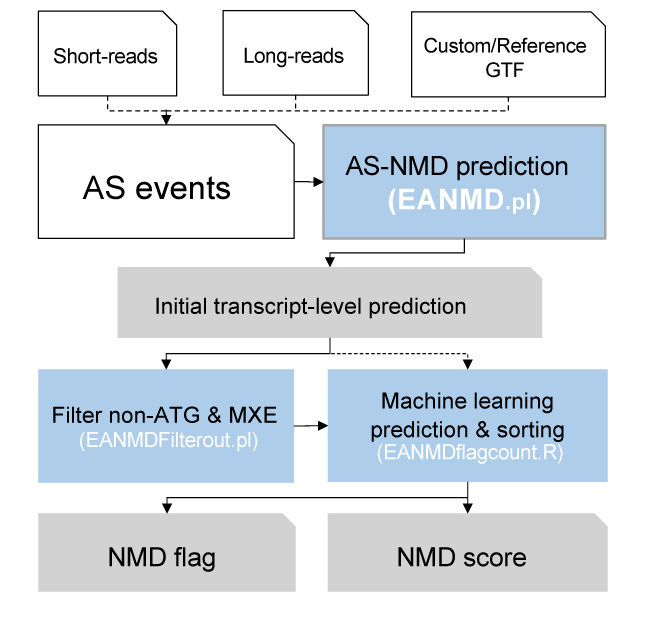 Short-reads
Long-reads
Custom/Reference
GTF
AS events
AS-NMD prediction
(EANMD.pl)
Initial transcript-level prediction
Filter non-ATG & MXE
(EANMDFilterout.pl)
Machine learning
prediction & sorting
(EANMDflagcount.R)
NMD flag
NMD score